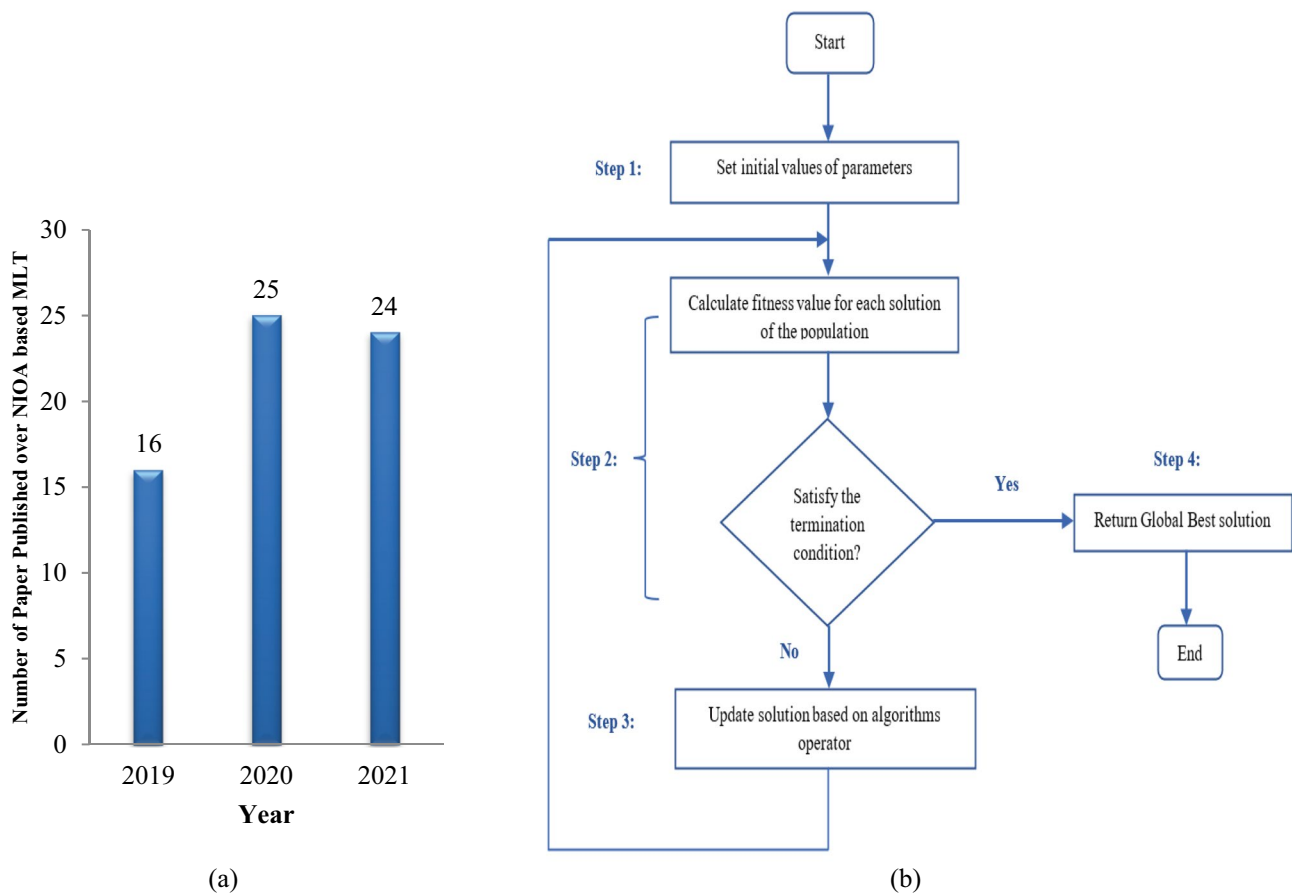 Number of Paper Published over NIOA based MLT
30
25
20
15
10
5
0
16
25
24
2019
2020
2021
Year
(a)
Start
Step 1:
Set initial values of parameters
Calculate fitness value for each solution
of the population
Step 2:
Satisfy the
termination
condition?
Yes
Step 4:
Return Global Best solution
End
No
Step 3:
Update solution based on algorithms
operator
(b)